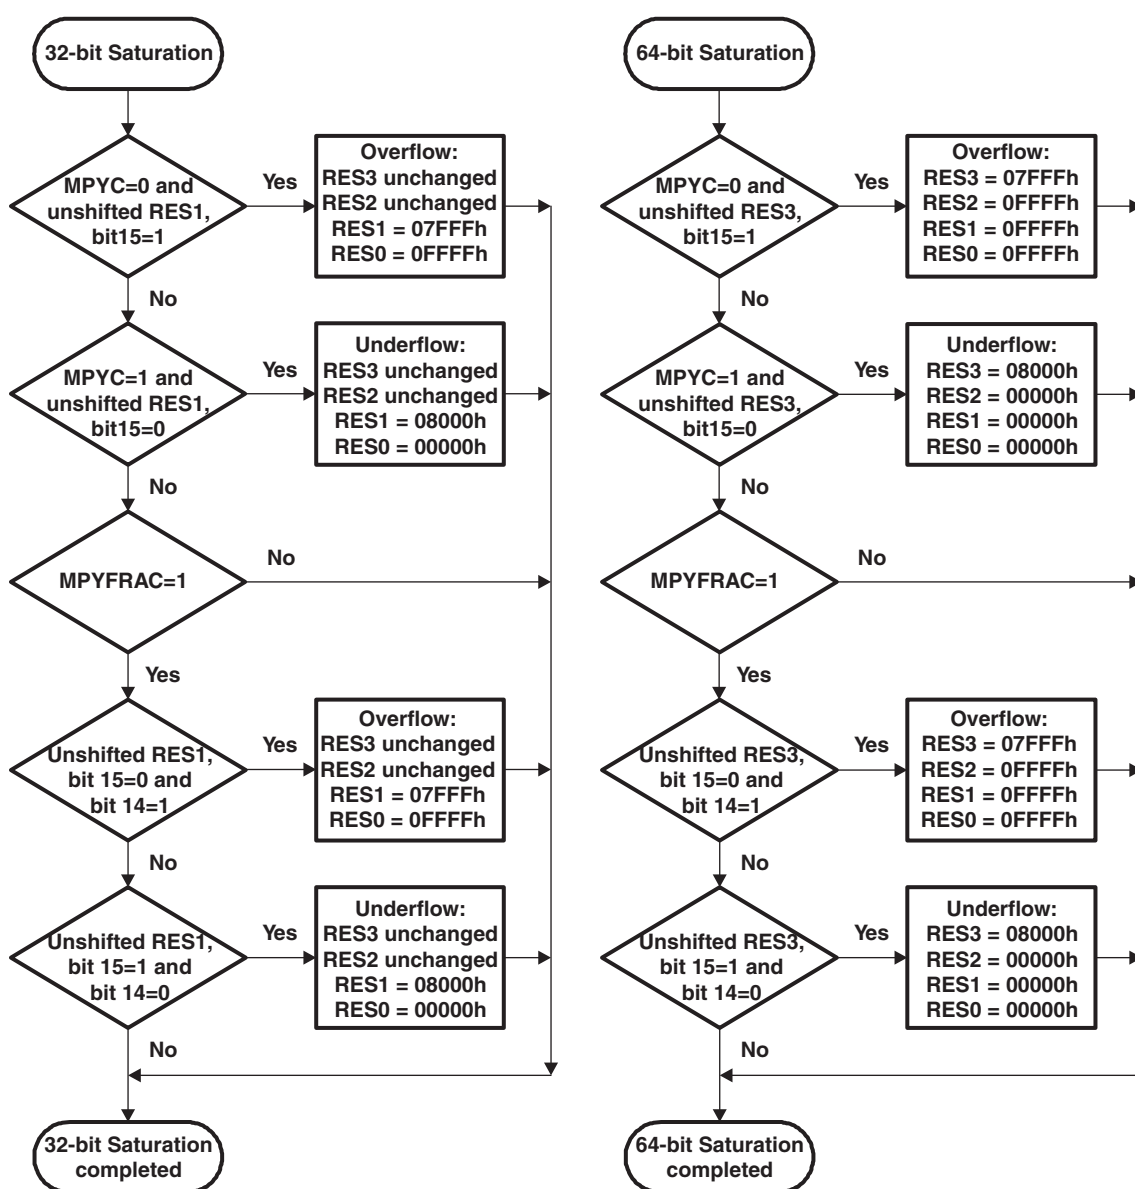 32-bit Saturation
MPYC=0 and
unshifted RES1,
bit15=1
Yes
Overflow:
RES3 unchanged
RES2 unchanged
RES1 = 07FFFh
RES0 = 0FFFFh
No
MPYC=1 and
unshifted RES1,
bit15=0
Yes
Underflow:
RES3 unchanged
RES2 unchanged
RES1 = 08000h
RES0 = 00000h
No
MPYFRAC=1
No
Yes
Unshifted RES1,
bit 15=0 and
bit 14=1
Yes
Overflow:
RES3 unchanged
RES2 unchanged
RES1 = 07FFFh
RES0 = 0FFFFh
No
Unshifted RES1,
bit 15=1 and
bit 14=0
Yes
Underflow:
RES3 unchanged
RES2 unchanged
RES1 = 08000h
RES0 = 00000h
No
32-bit Saturation
completed
64-bit Saturation
MPYC=0 and
unshifted RES3,
bit15=1
Yes
Overflow:
RES3 = 07FFFh
RES2 = 0FFFFh
RES1 = 0FFFFh
RES0 = 0FFFFh
No
MPYC=1 and
unshifted RES3,
bit15=0
Yes
Underflow:
RES3 = 08000h
RES2 = 00000h
RES1 = 00000h
RES0 = 00000h
No
MPYFRAC=1
No
Yes
Unshifted RES3,
bit 15=0 and
bit 14=1
Yes
Overflow:
RES3 = 07FFFh
RES2 = 0FFFFh
RES1 = 0FFFFh
RES0 = 0FFFFh
No
Unshifted RES3,
bit 15=1 and
bit 14=0
Yes
Underflow:
RES3 = 08000h
RES2 = 00000h
RES1 = 00000h
RES0 = 00000h
No
64-bit Saturation
completed